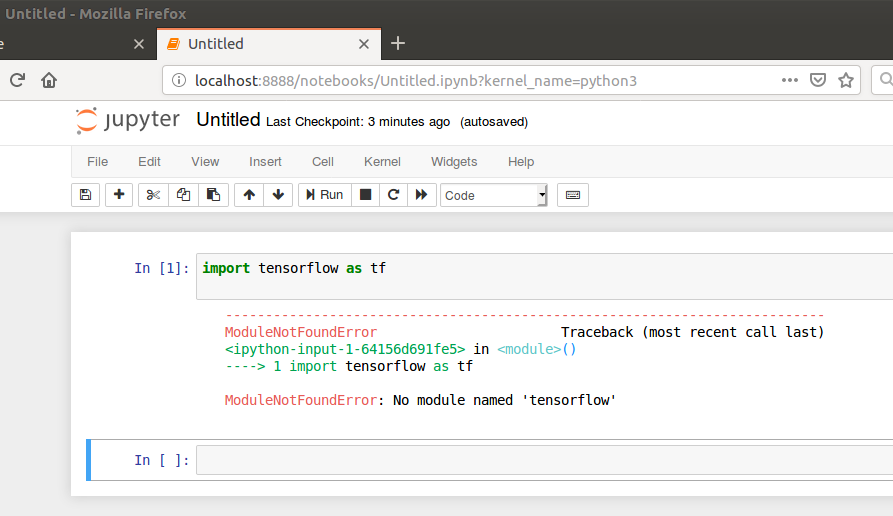 Untitled - Mozilla Firefox
e
Untitled
localhost:8888/notebooks/Untitled.ipynb?kernel_name=python3
jupyter Untitled Last Checkpoint: 3 minutes ago (autosaved)
File Edit View Insert Cell Kernel Widgets Help
Run Code
In [1]: import tensorflow as tf
---------------------------------------------------------------------------
ModuleNotFoundError Traceback (most recent call last)
<ipython-input-1-64156d691fe5> in <module>()
----> 1 import tensorflow as tf
ModuleNotFoundError: No module named 'tensorflow'
In [ ]: